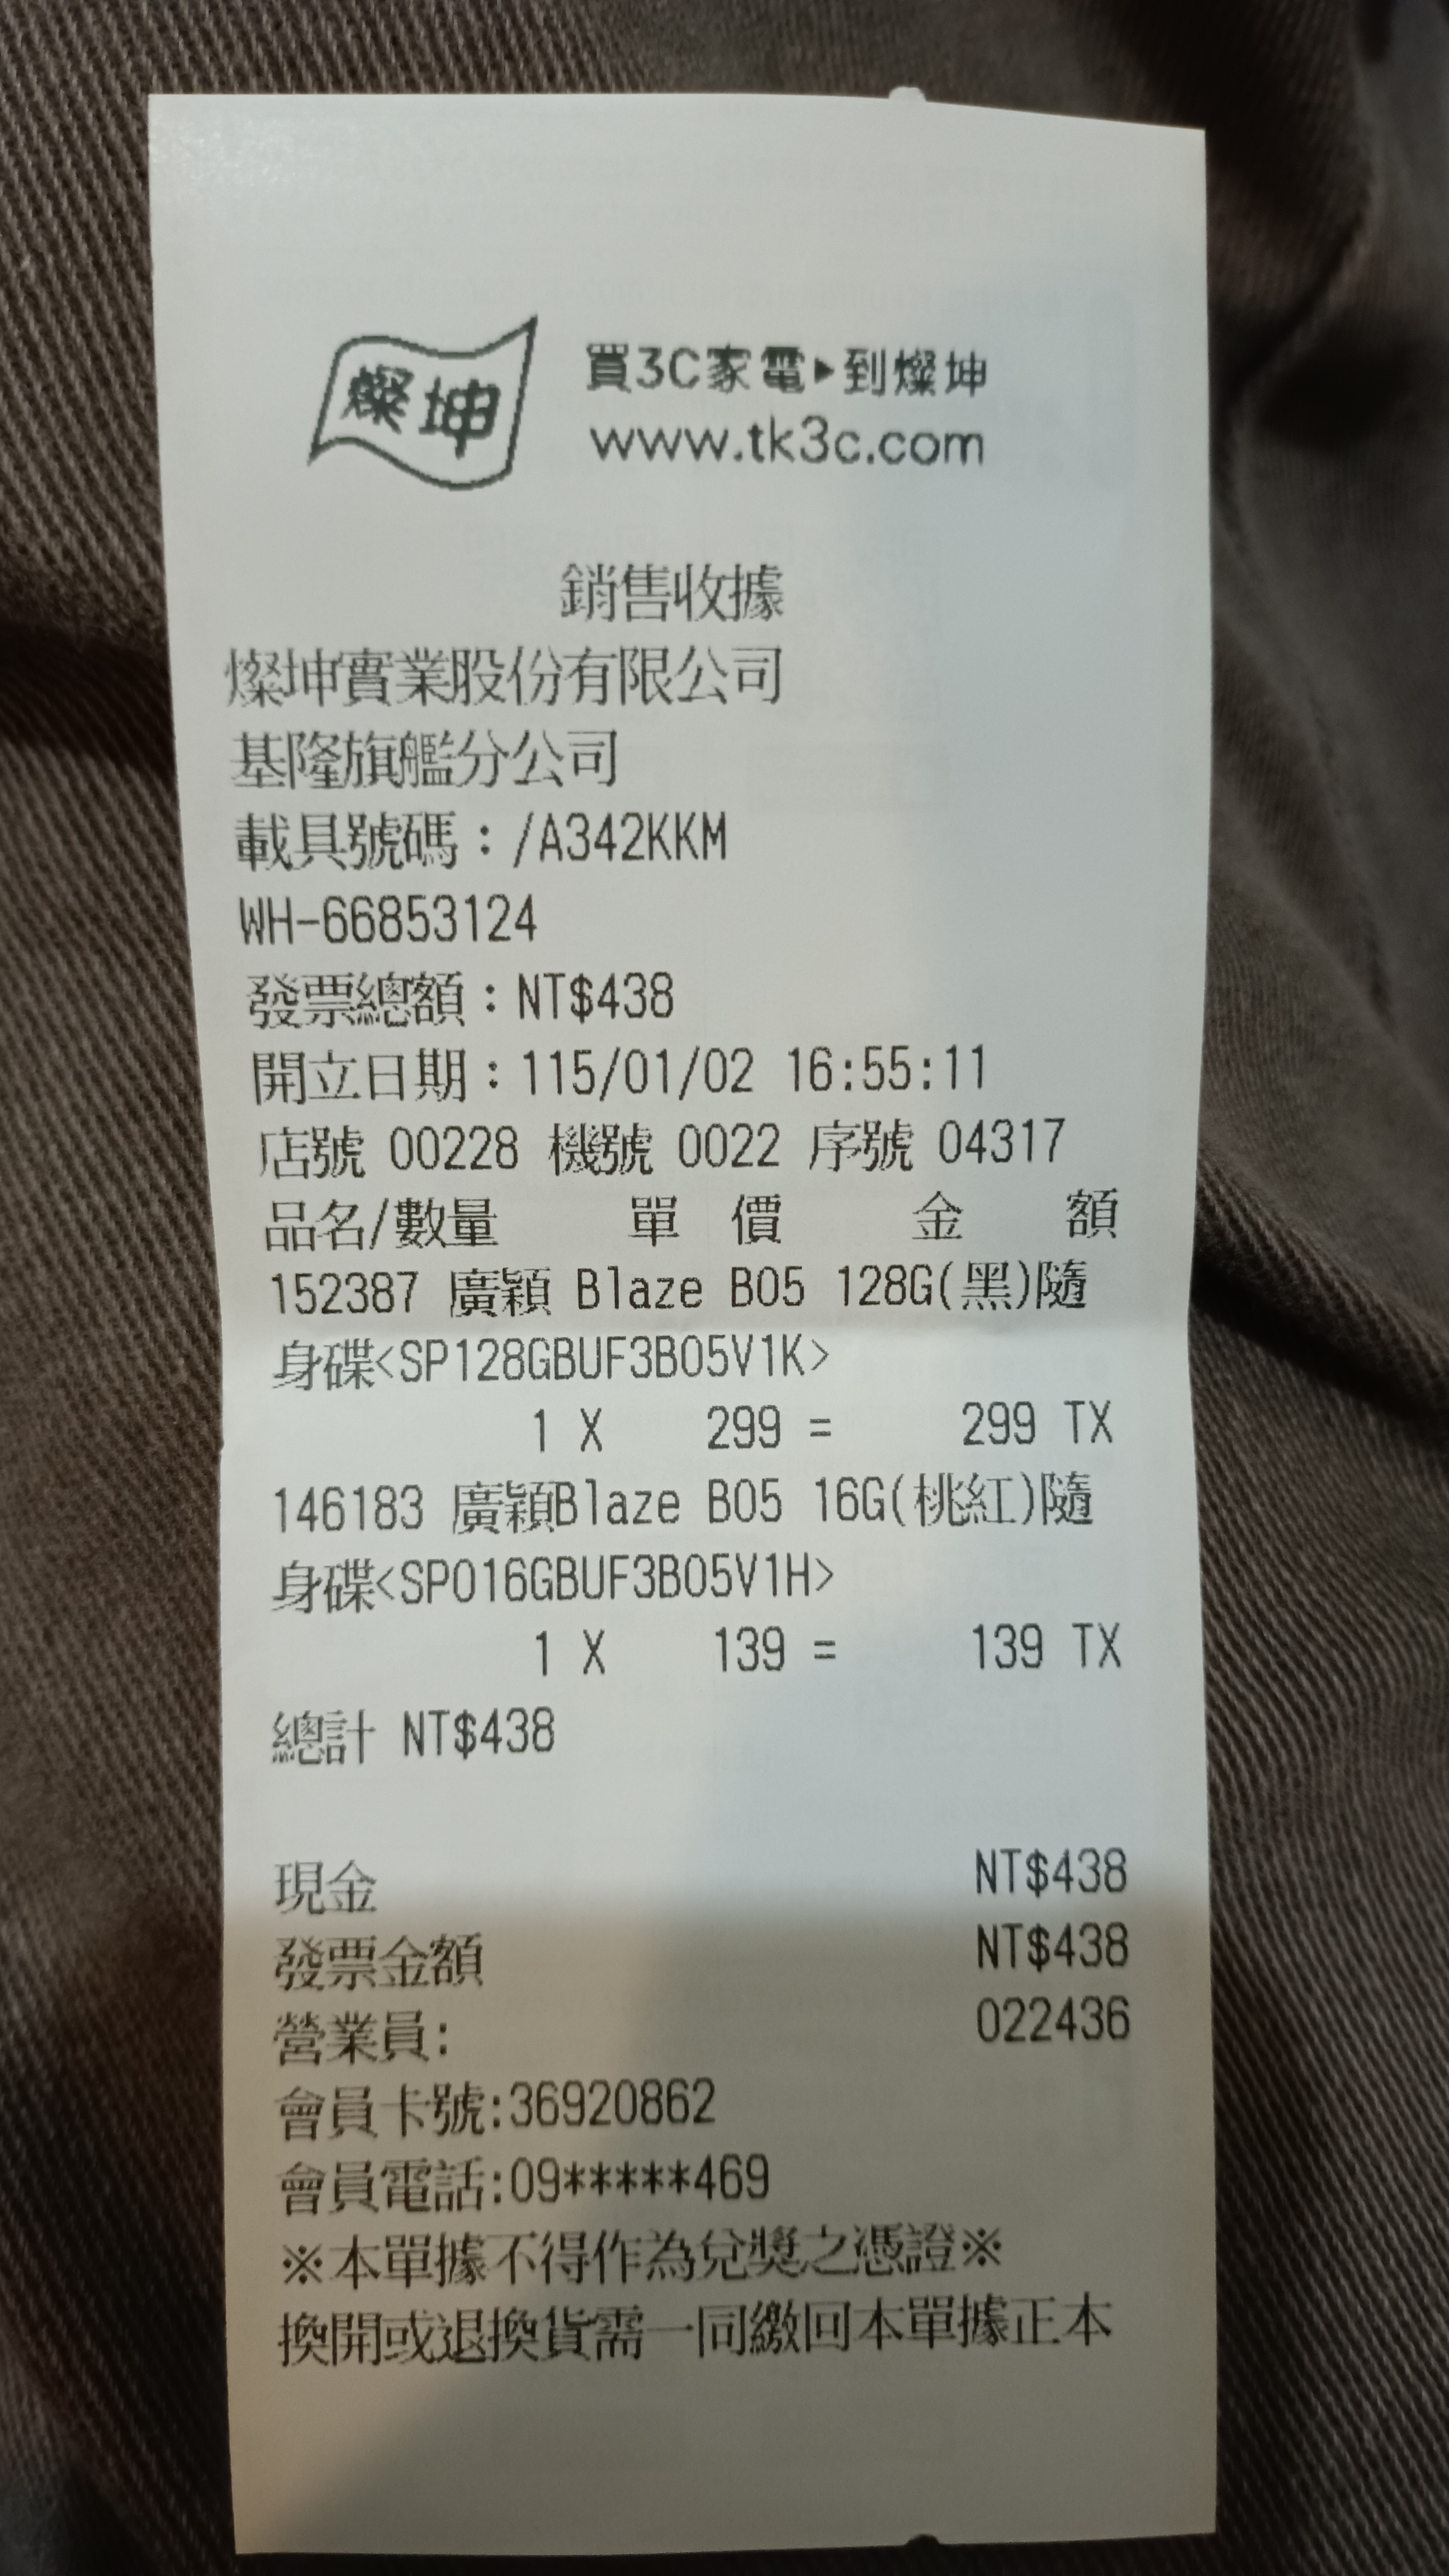 燦坤
買3C家電▶到燦坤
www.tk3c.com
銷售收據
燦坤實業股份有限公司
基隆旗艦分公司
載具號碼：/A342KKM
WH-66853124
發票總額：NT$438
開立日期：115/01/02 16:55:11
店號 00228 機號 0022 序號 04317
品名/數量 單 價 金 額
152387 廣穎 Blaze B05 128G(黑)隨
身碟<SP128GBUF3B05V1K>
1 X 299 = 299 TX
146183 廣穎Blaze B05 16G(桃紅)隨
身碟<SP016GBUF3B05V1H>
1 X 139 = 139 TX
總計 NT$438
現金 NT$438
發票金額 NT$438
營業員: 022436
會員卡號:36920862
會員電話:09*****469
※本單據不得作為兌獎之憑證※
換開或退換貨需一同繳回本單據正本